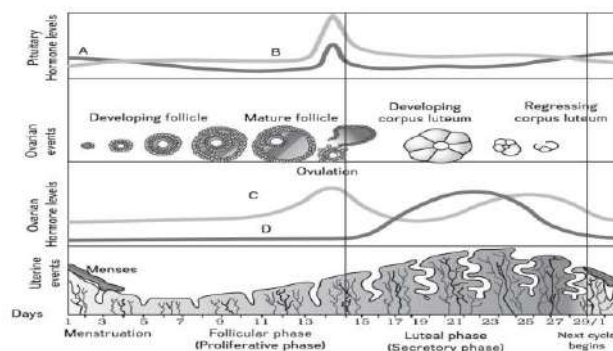 Pituitary
Hormone levels
A
B
Ovarian
events
Developing follicle
Mature follicle
Developing
corpus luteum
Regressing
corpus luteum
Ovulation
Ovarian
Hormone levels
C
D
Uterine
events
Menses
Days
1 3 5 7 9 11 13 15 17 19 21 23 25 27 29/1
Menstruation
Follicular phase
(Proliferative phase)
Luteal phase
(Secretory phase)
Next cycle
begins